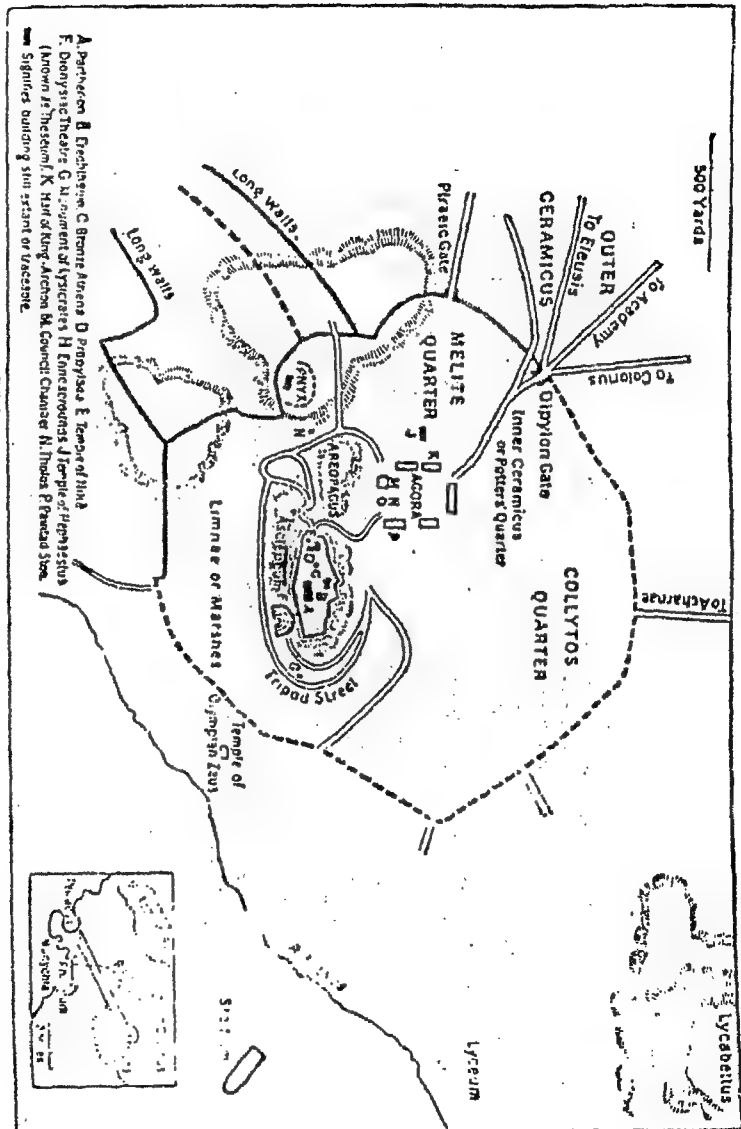 500 Yards
Lycabettus
OUTER
CERAMICUS
To Eleusis
To Academy
To Colonus
To Acharnae
Dipylon Gate
Inner Ceramicus
or Potters' Quarter
COLLYTOS
QUARTER
Piraeic Gate
MELITE
QUARTER
Long Walls
Long Walls
K
J
AGORA
M
N
O
P
PNYX
H
AREOPAGUS
D
C
B
E
A
Asclepieum
F
G
Tripod Street
Limnae or Marshes
Temple of
Olympian Zeus
Lyceum
A. Parthenon B Erechtheum C Bronze Athena D Propylaea E Temple of Nikê
F. Dionysiac Theatre G Monument of Lysicrates H Enneacrounos J Temple of Hephaestus
(known as Theseum) K Hall of King-Archon M Council Chamber N Tholos P Painted Stoa
Signifies building still extant or traceable